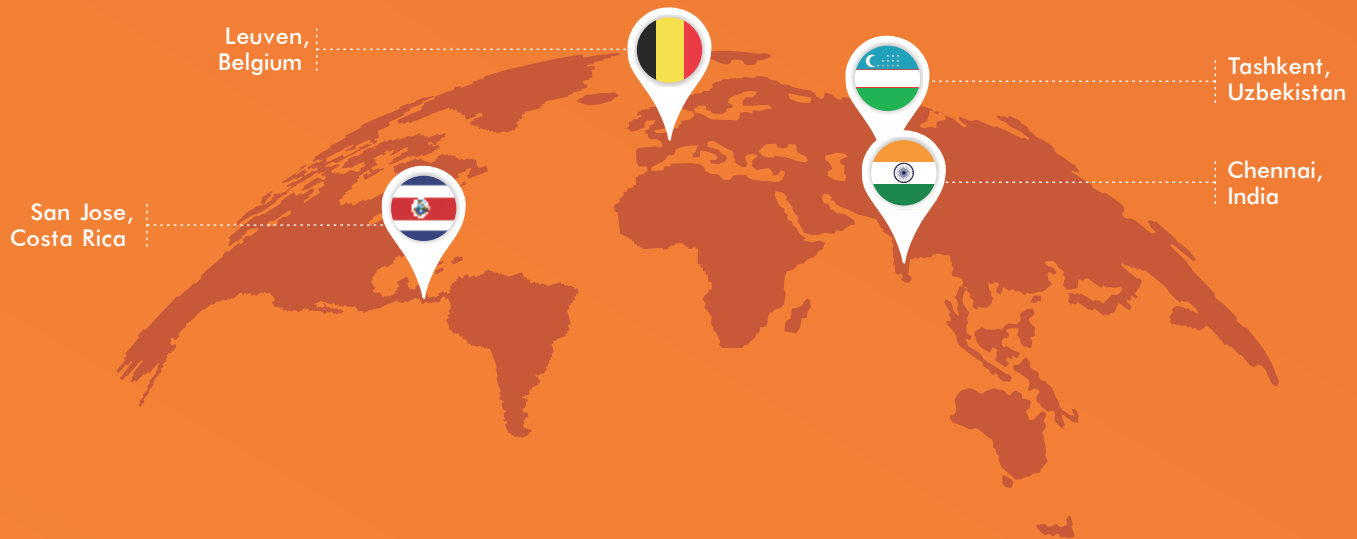 Leuven,
Belgium
Tashkent,
Uzbekistan
Chennai,
India
San Jose,
Costa Rica